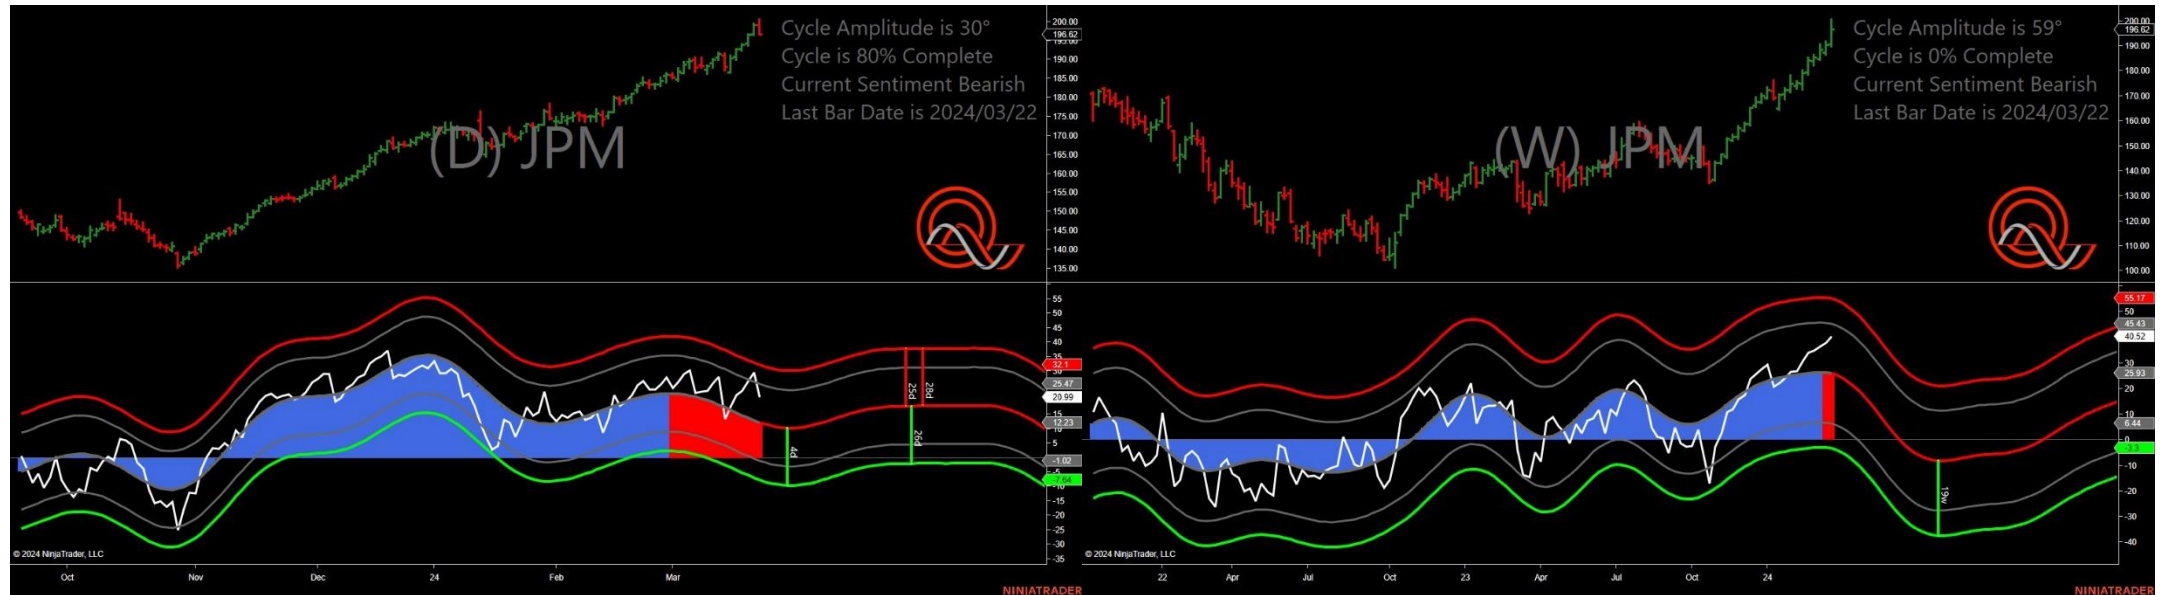 Cycle Amplitude is 30°
Cycle is 80% Complete
Current Sentiment Bearish
Last Bar Date is 2024/03/22
(D) JPM
200.00
196.62
190.00
185.00
180.00
175.00
170.00
165.00
160.00
155.00
150.00
145.00
140.00
135.00
55
50
45
40
35
32.1
25.47
20.99
15
12.23
5
-1.02
-7.64
-15
-20
-25
-30
-35
25d
28d
26d
4d
© 2024 NinjaTrader, LLC
Oct
Nov
Dec
24
Feb
Mar
NINJATRADER
Cycle Amplitude is 59°
Cycle is 0% Complete
Current Sentiment Bearish
Last Bar Date is 2024/03/22
(W) JPM
200.00
196.62
190.00
180.00
170.00
160.00
150.00
140.00
130.00
120.00
110.00
100.00
55.17
50
45.43
40.52
30
25.93
20
10
6.44
0
-3.3
-10
-20
-30
-40
19w
© 2024 NinjaTrader, LLC
22
Apr
Jul
Oct
23
Apr
Jul
Oct
24
NINJATRADER